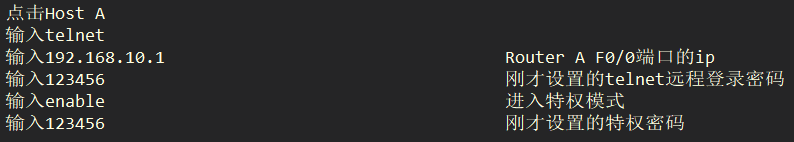 点击Host A
输入telnet
输入192.168.10.1 Router A F0/0端口的ip
输入123456 刚才设置的telnet远程登录密码
输入enable 进入特权模式
输入123456 刚才设置的特权密码